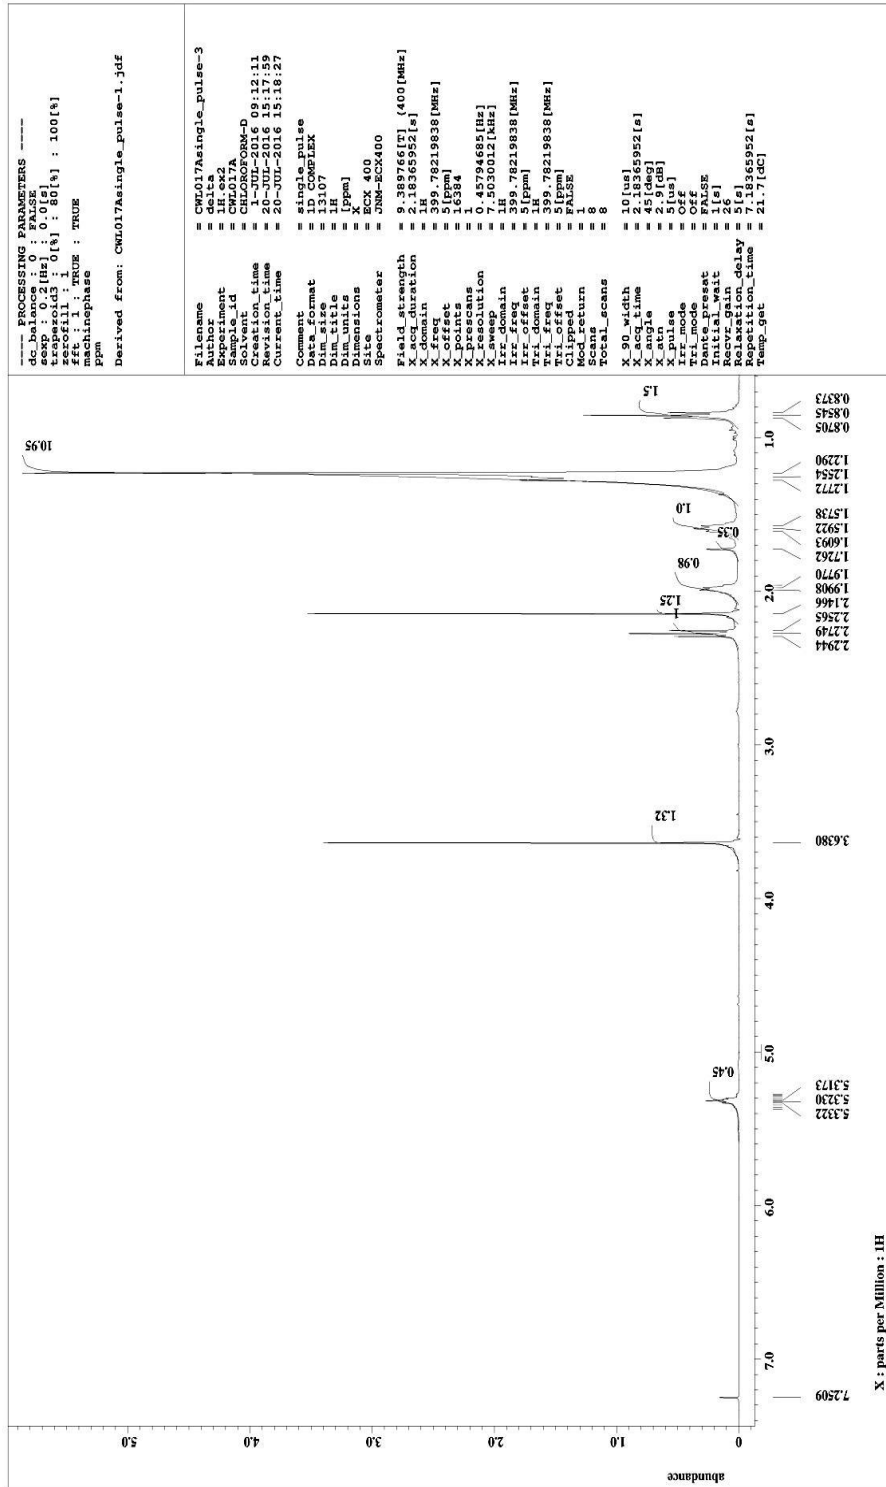 ---- PROCESSING PARAMETERS ----
dc_balance : 0 : FALSE
sexp : 0.2[Hz] : 0.0[s]
trapezoid3 : 0[%] : 80[%] : 100[%]
zerofill : 1
fft : 1 : TRUE : TRUE
machinephase
ppm
Derived from: CWL017Asingle_pulse-1.jdf
Filename = CWL017Asingle_pulse-3
Author = delta
Experiment = 1H.ex2
Sample_id = CWL017A
Solvent = CHLOROFORM-D
Creation_time = 1-JUL-2016 09:12:11
Revision_time = 20-JUL-2016 15:17:59
Current_time = 20-JUL-2016 15:18:27
Comment = single_pulse
Data_format = 1D COMPLEX
Dim_size = 13107
Dim_title = 1H
Dim_units = [ppm]
Dimensions = X
Site = ECX 400
Spectrometer = JNM-ECX400
Field_strength = 9.389766[T] (400[MHz]
X_acq_duration = 2.18365952[s]
X_domain = 1H
X_freq = 399.78219838[MHz]
X_offset = 5[ppm]
X_points = 16384
X_prescans = 1
X_resolution = 0.45794685[Hz]
X_sweep = 7.5030012[kHz]
Irr_domain = 1H
Irr_freq = 399.78219838[MHz]
Irr_offset = 5[ppm]
Tri_domain = 1H
Tri_freq = 399.78219838[MHz]
Tri_offset = 5[ppm]
Clipped = FALSE
Mod_return = 1
Scans = 8
Total_scans = 8
X_90_width = 10[us]
X_acq_time = 2.18365952[s]
X_angle = 45[deg]
X_atn = 2.9[dB]
X_pulse = 5[us]
Irr_mode = Off
Tri_mode = Off
Dante_presat = FALSE
Initial_wait = 1[s]
Recvr_gain = 26
Relaxation_delay = 5[s]
Repetition_time = 7.18365952[s]
Temp_get = 21.7[dC]
abundance
0
1.0
2.0
3.0
4.0
5.0
0.45
1.32
1
1.25
0.98
0.35
1.0
10.95
1.5
7.0
6.0
5.0
4.0
3.0
2.0
1.0
7.2509
5.3322
5.3230
5.3173
3.6380
2.2944
2.2749
2.2565
2.1466
1.9908
1.9770
1.7262
1.6093
1.5922
1.5738
1.2772
1.2554
1.2290
0.8705
0.8545
0.8373
X : parts per Million : 1H